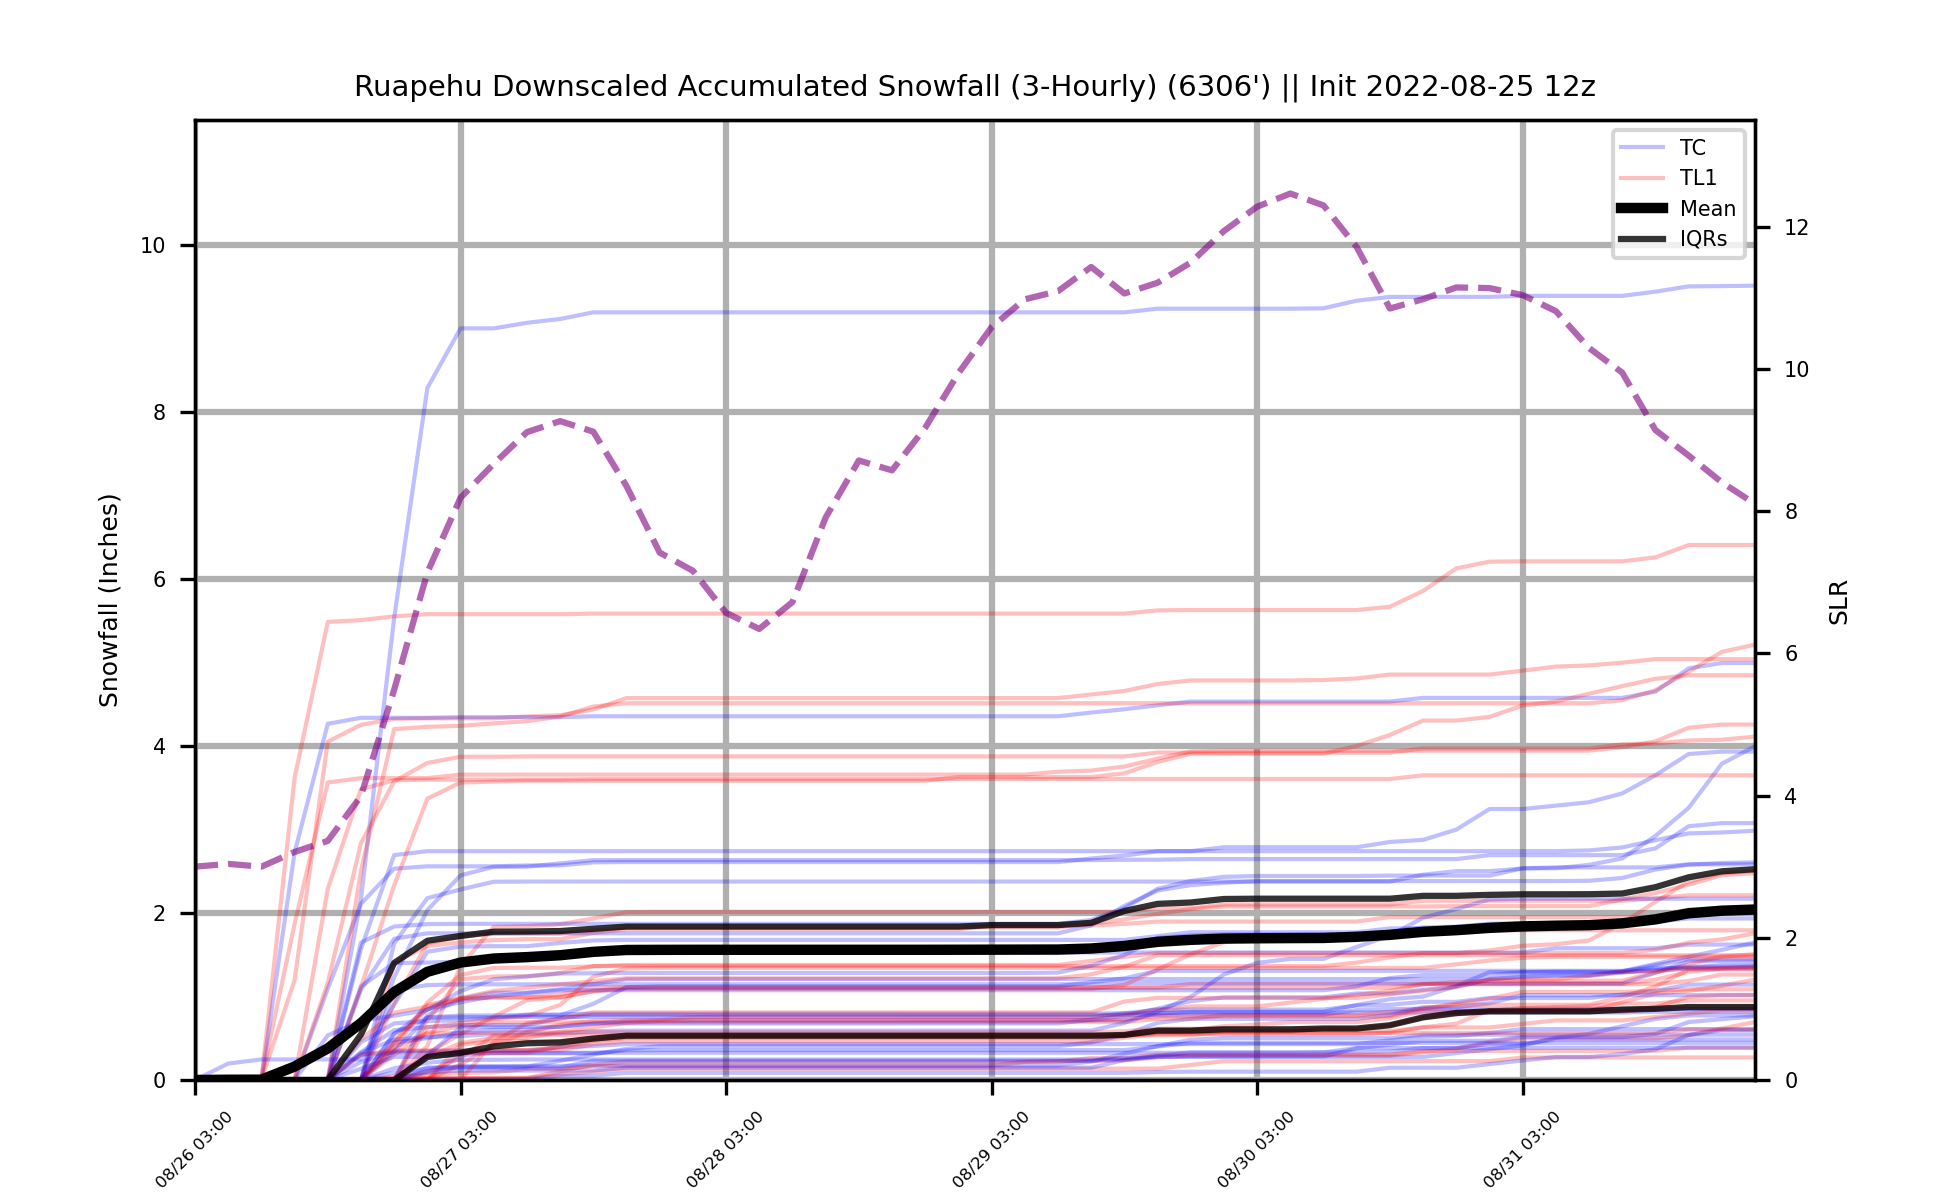 Ruapehu Downscaled Accumulated Snowfall (3-Hourly) (6306') || Init 2022-08-25 12z
TC
TL1
Mean
IQRs
Snowfall (Inches)
10
8
6
4
2
0
SLR
12
10
8
6
4
2
0
08/26 03:00
08/27 03:00
08/28 03:00
08/29 03:00
08/30 03:00
08/31 03:00